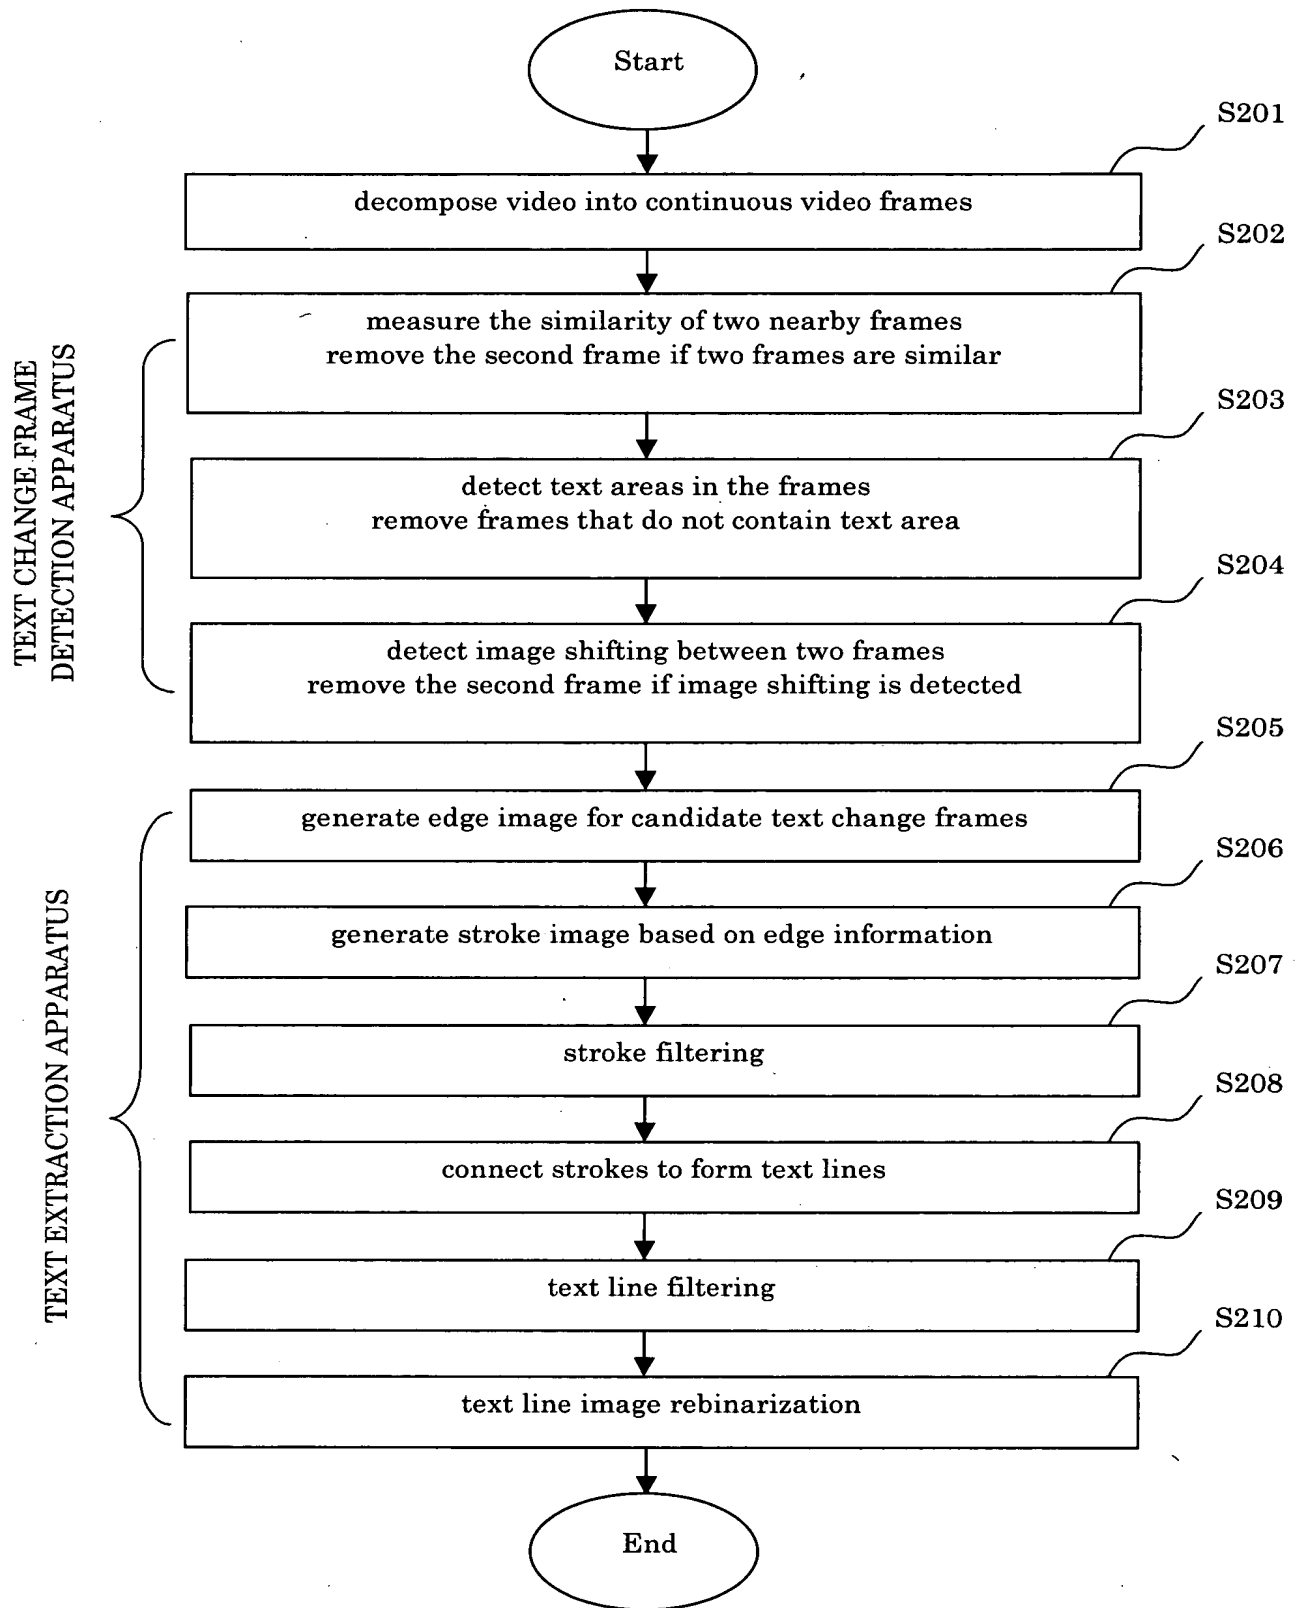 Start
S201
decompose video into continuous video frames
S202
measure the similarity of two nearby frames
remove the second frame if two frames are similar
S203
detect text areas in the frames
remove frames that do not contain text area
S204
detect image shifting between two frames
remove the second frame if image shifting is detected
TEXT CHANGE FRAME
DETECTION APPARATUS
S205
generate edge image for candidate text change frames
S206
generate stroke image based on edge information
S207
stroke filtering
S208
connect strokes to form text lines
S209
text line filtering
S210
text line image rebinarization
TEXT EXTRACTION APPARATUS
End